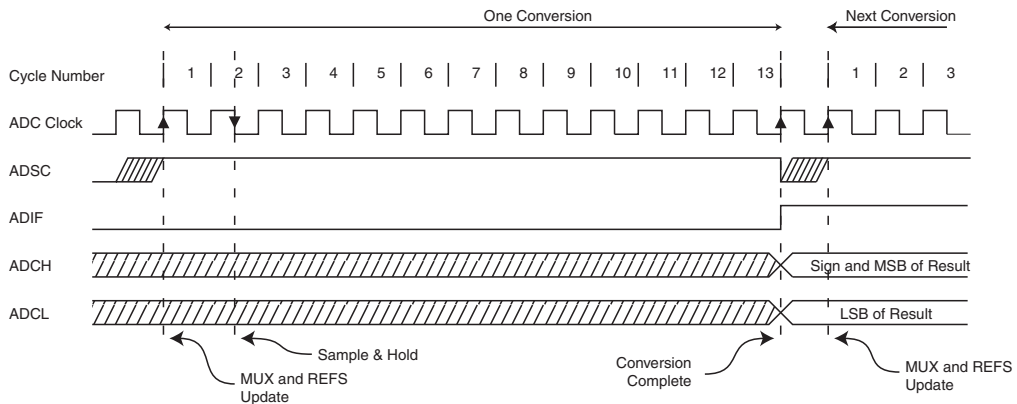 One Conversion
Next Conversion
Cycle Number
1 2 3 4 5 6 7 8 9 10 11 12 13 1 2 3
ADC Clock
ADSC
ADIF
ADCH
Sign and MSB of Result
ADCL
LSB of Result
Sample & Hold
MUX and REFS
Update
Conversion
Complete
MUX and REFS
Update